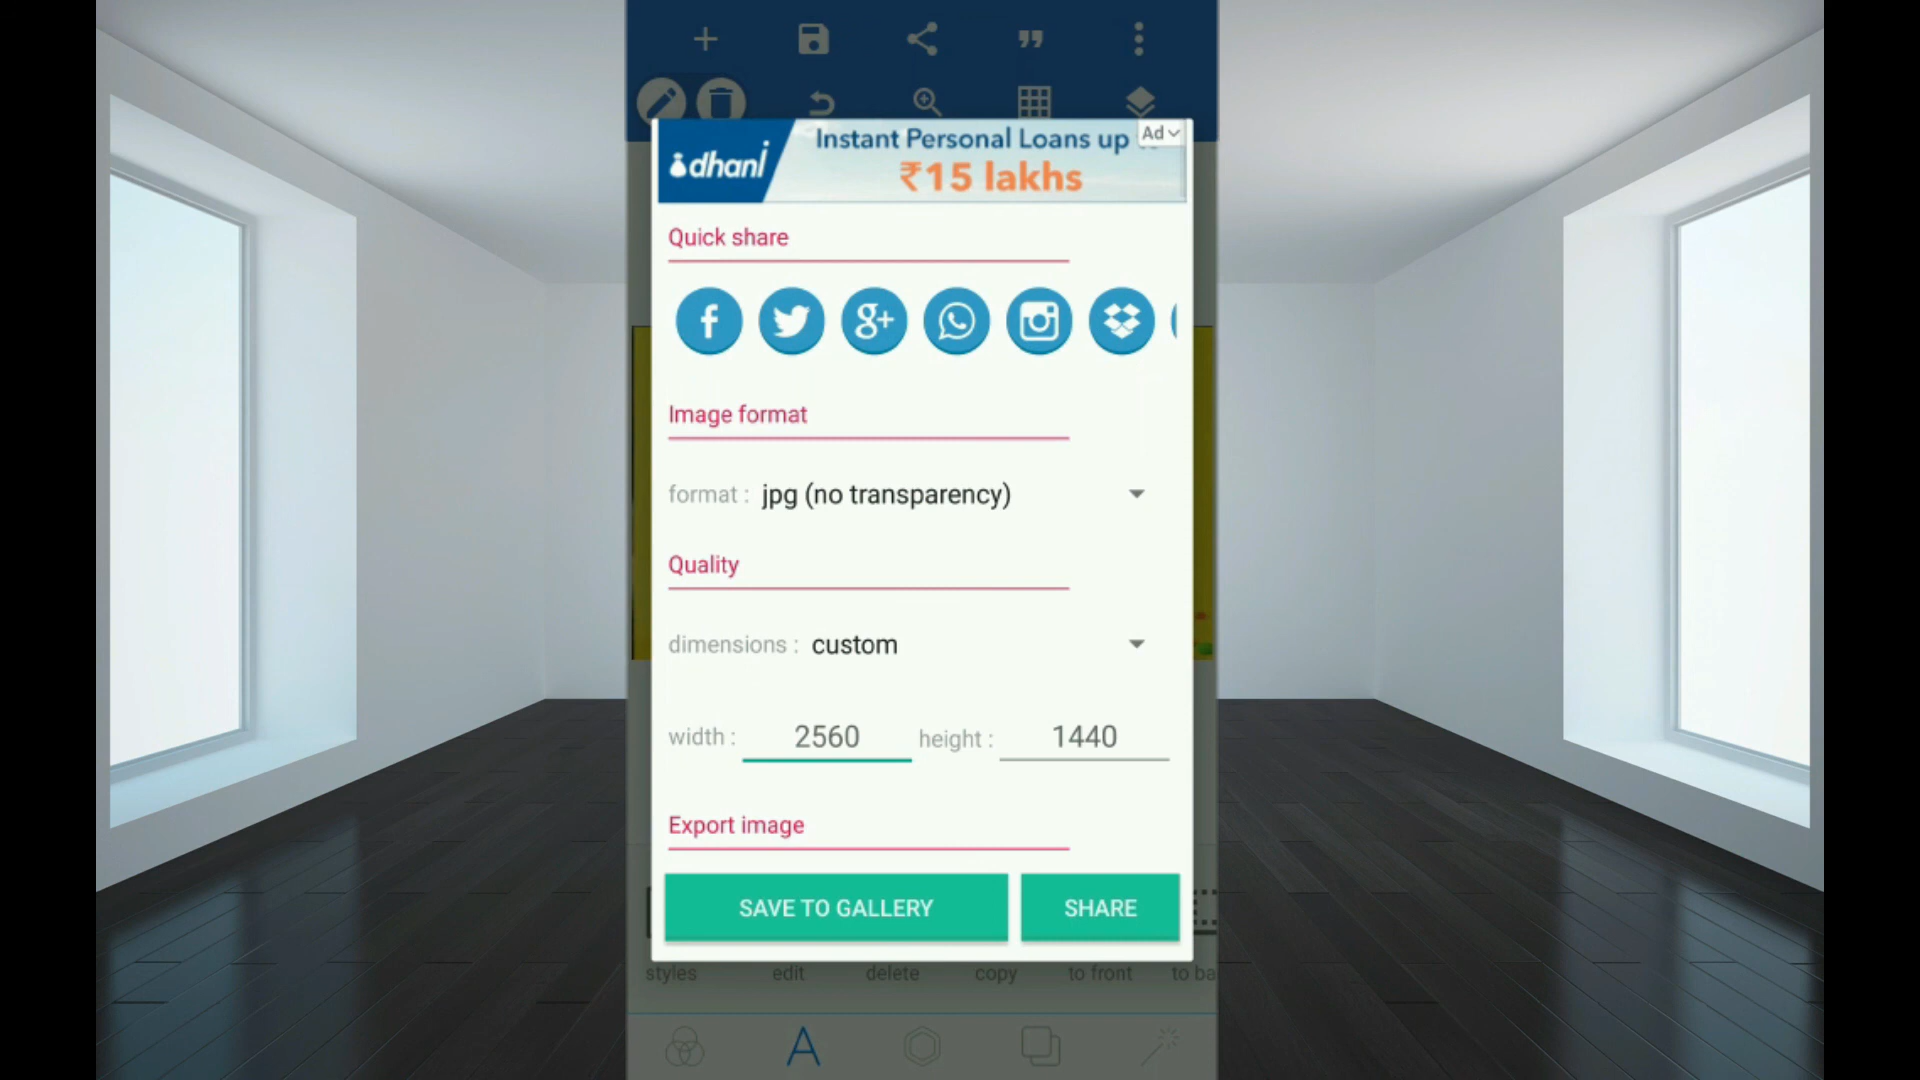 dhani
Instant Personal Loans up
₹15 lakhs
Ad
Quick share
Image format
format : jpg (no transparency)
Quality
dimensions : custom
width : 2560 height : 1440
Export image
SAVE TO GALLERY SHARE
styles edit delete copy to front to ba